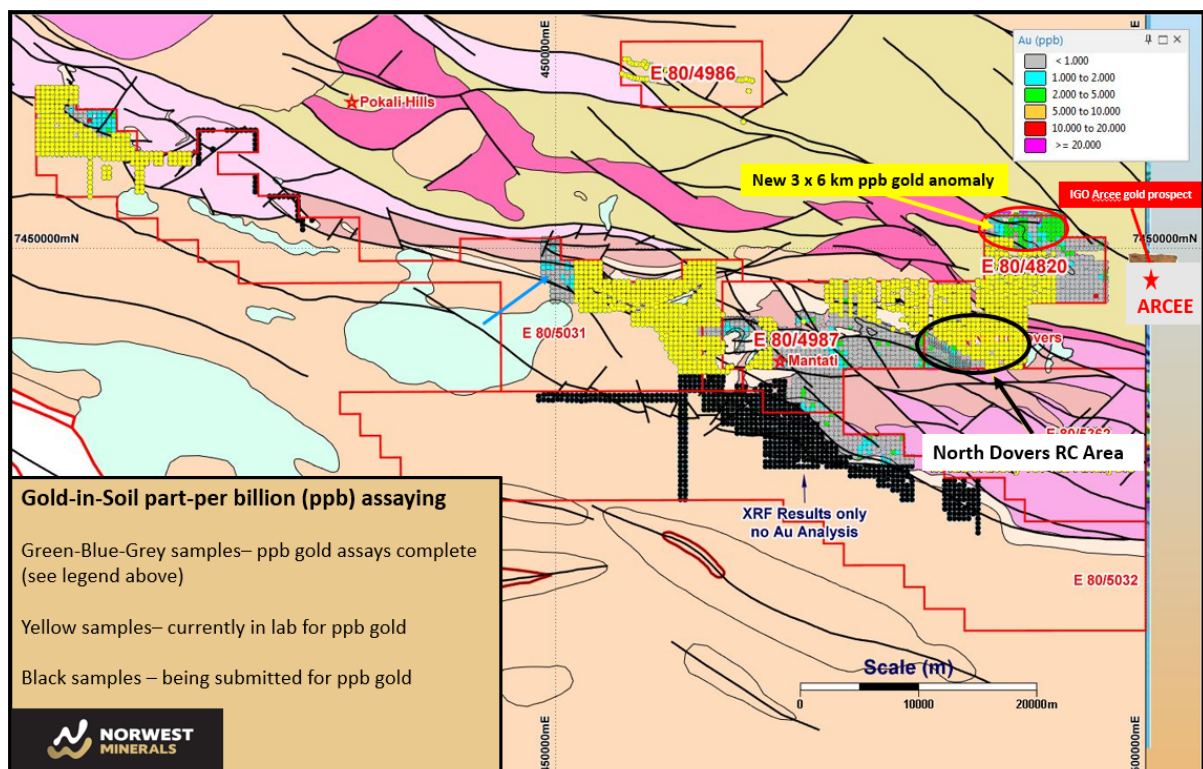 450000mE
E
Au (ppb)
< 1.000
1.000 to 2.000
2.000 to 5.000
5.000 to 10.000
10.000 to 20.000
>= 20.000
E 80/4986
Pokali Hills
New 3 x 6 km ppb gold anomaly
IGO Arcee gold prospect
7450000mN
7450000mN
E 80/4820
ARCEE
E 80/5031
E 80/4987
overs
Mantati
North Dovers RC Area
XRF Results only
no Au Analysis
E 80/5032
Gold-in-Soil part-per billion (ppb) assaying
Green-Blue-Grey samples– ppb gold assays complete
(see legend above)
Yellow samples– currently in lab for ppb gold
Black samples – being submitted for ppb gold
Scale (m)
0
10000
20000m
NORWEST
MINERALS
450000mE